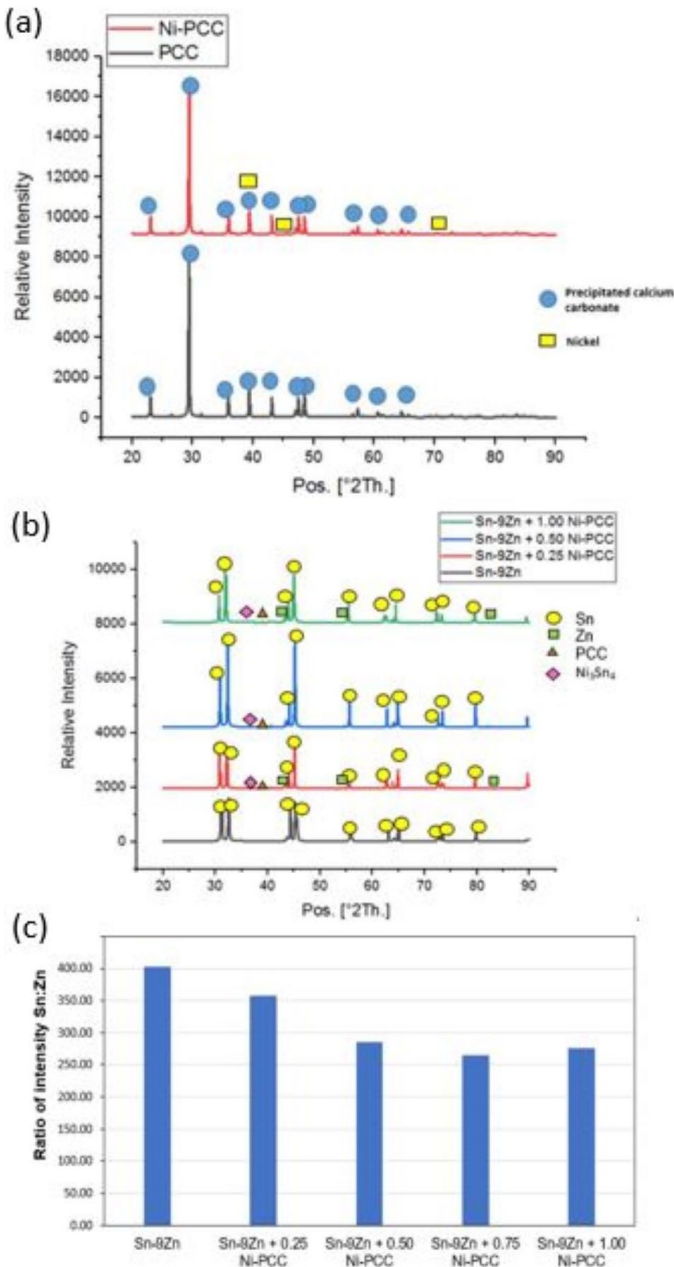 (a)
Ni-PCC
PCC
18000
16000
14000
12000
10000
8000
6000
4000
2000
0
Relative Intensity
20 30 40 50 60 70 80 90
Pos. [°2Th.]
Precipitated calcium
carbonate
Nickel
(b)
Sn-9Zn + 1.00 Ni-PCC
Sn-9Zn + 0.50 Ni-PCC
Sn-9Zn + 0.25 Ni-PCC
Sn-9Zn
10000
8000
6000
4000
2000
0
Relative Intensity
Sn
Zn
PCC
Ni₃Sn₄
20 30 40 50 60 70 80 90
Pos. [°2Th.]
(c)
Ratio of intensity Sn:Zn
400.00
350.00
300.00
250.00
200.00
150.00
100.00
50.00
0.00
Sn-9Zn Sn-9Zn + 0.25 Sn-9Zn + 0.50 Sn-9Zn + 0.75 Sn-9Zn + 1.00
Ni-PCC Ni-PCC Ni-PCC Ni-PCC